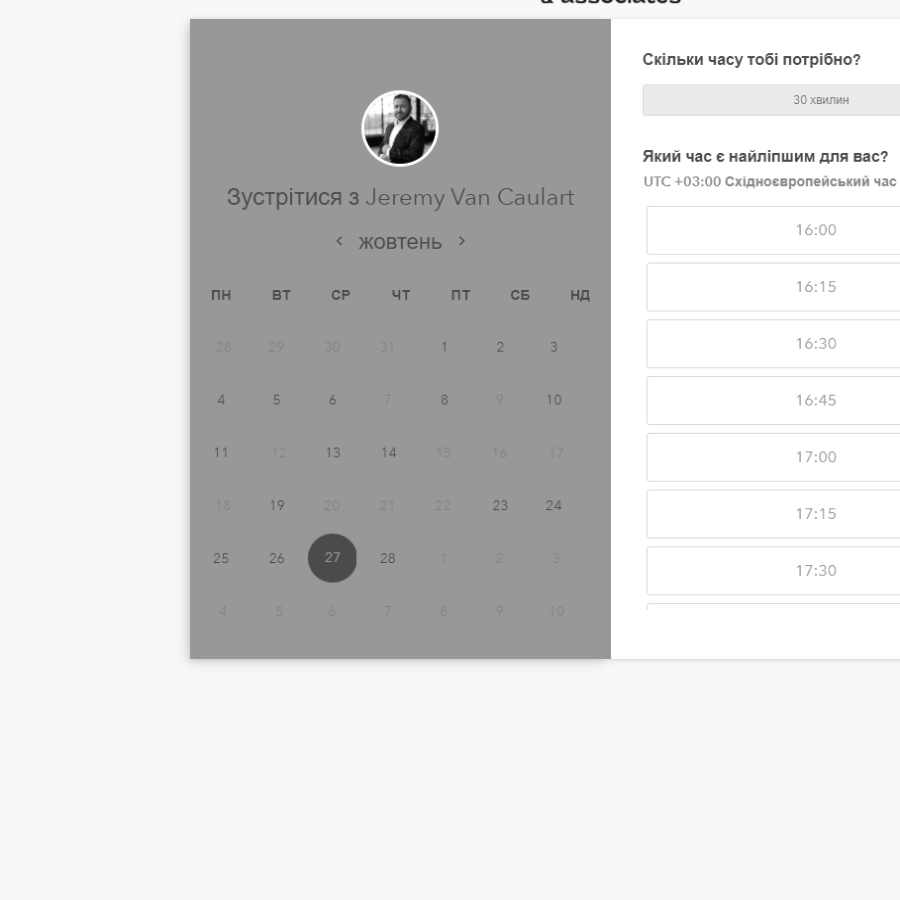 & associates
Зустрітися з Jeremy Van Caulart
‹ жовтень ›
ПН ВТ СР ЧТ ПТ СБ НД
28 29 30 31 1 2 3
4 5 6 7 8 9 10
11 12 13 14 15 16 17
18 19 20 21 22 23 24
25 26 27 28 1 2 3
4 5 6 7 8 9 10
Скільки часу тобі потрібно?
30 хвилин
Який час є найліпшим для вас?
UTC +03:00 Східноєвропейський час
16:00
16:15
16:30
16:45
17:00
17:15
17:30